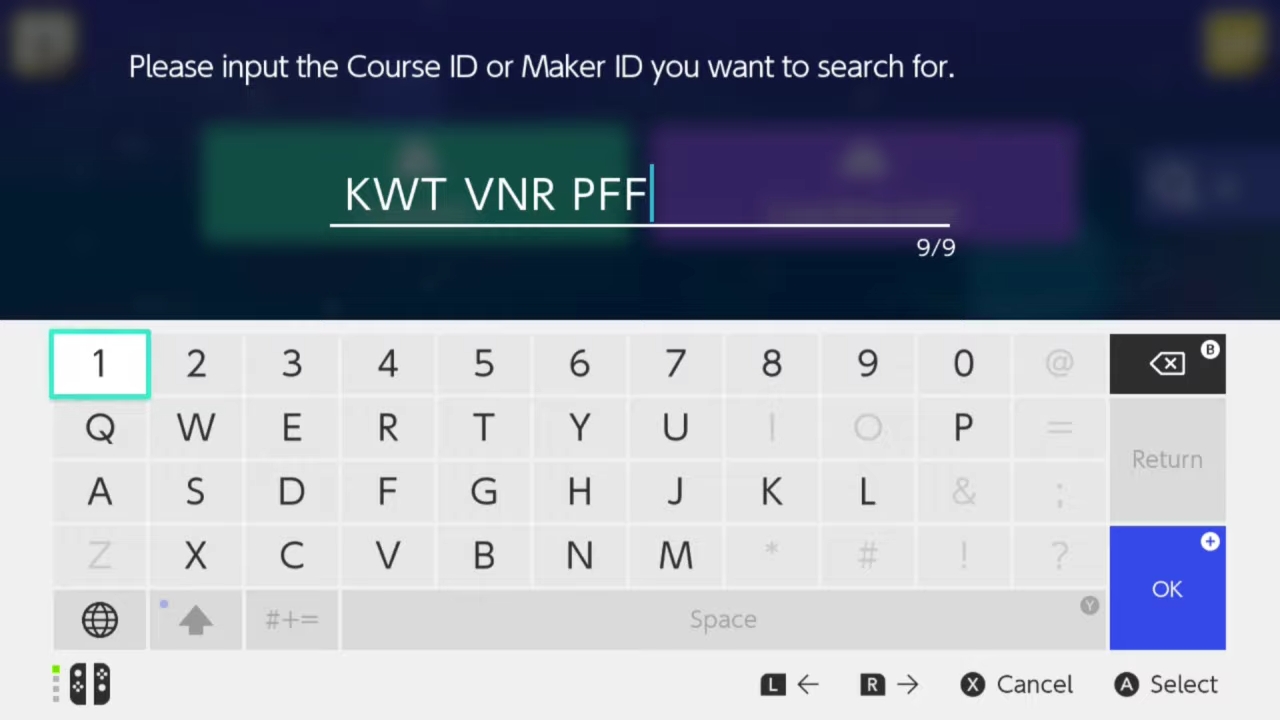 Please input the Course ID or Maker ID you want to search for.
KWT VNR PFF
9/9
1 2 3 4 5 6 7 8 9 0 @ B
Q W E R T Y U I O P = Return
A S D F G H J K L & ;
Z X C V B N M * # ! ? + OK
#+= Space Y
L ← R → X Cancel A Select